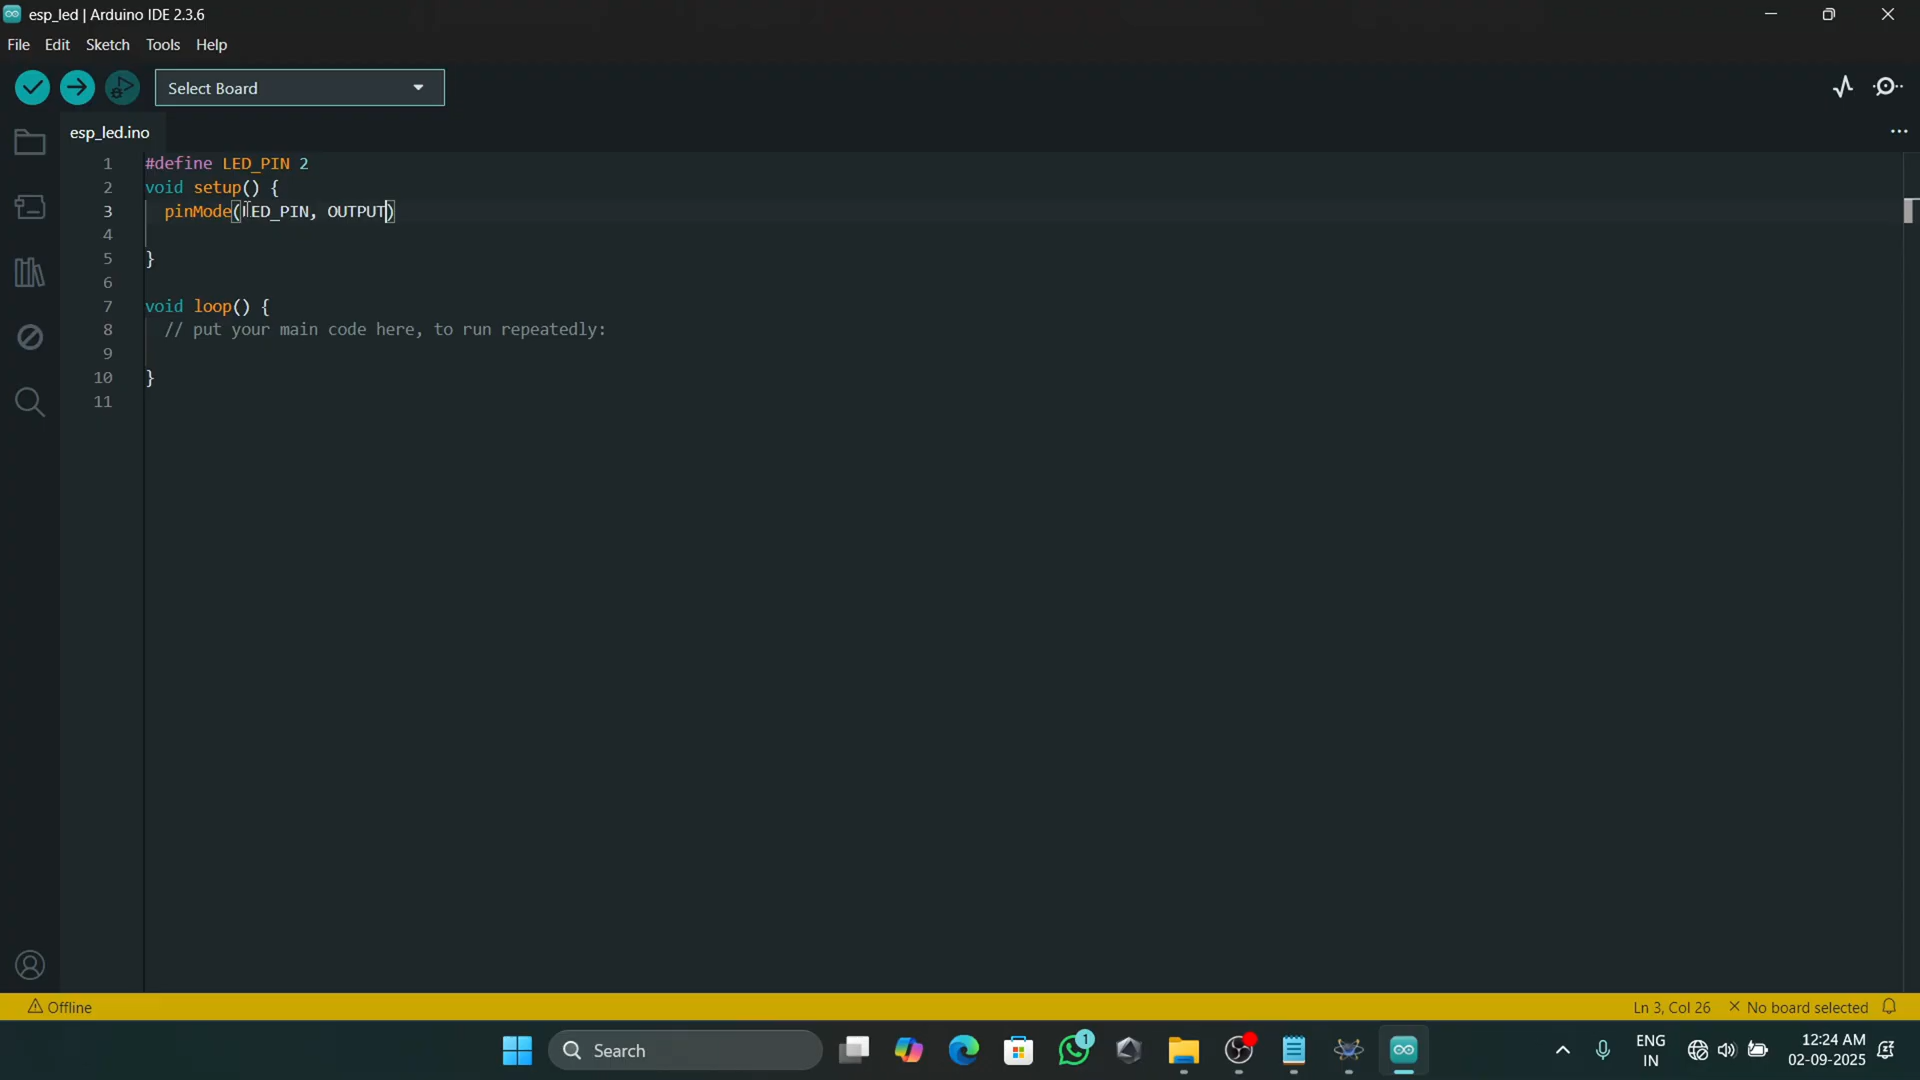 esp_led | Arduino IDE 2.3.6
File Edit Sketch Tools Help
Select Board
esp_led.ino
1 #define LED_PIN 2
2 void setup() {
3 pinMode(LED_PIN, OUTPUT)
4
5 }
6
7 void loop() {
8 // put your main code here, to run repeatedly:
9
10 }
11
Offline
Ln 3, Col 26 × No board selected
Search
1
ENG
IN
12:24 AM
02-09-2025